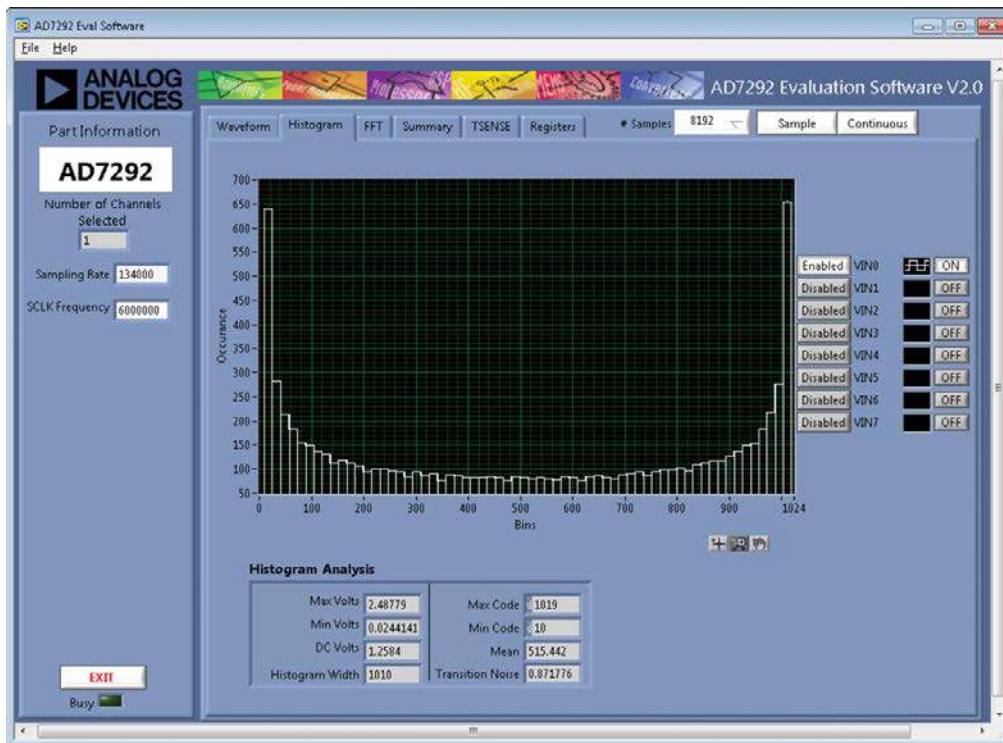 AD7292 Eval Software
File Help
ANALOG
DEVICES
AD7292 Evaluation Software V2.0
Part Information
AD7292
Number of Channels
Selected
1
Sampling Rate 134000
SCLK Frequency 6000000
EXIT
Busy
Waveform Histogram FFT Summary TSENSE Registers
# Samples 8192 Sample Continuous
700
650
600
550
500
450
400
350
300
250
200
150
100
50
Occurance
0 100 200 300 400 500 600 700 800 900 1024
Bins
Enabled VIN0 ON
Disabled VIN1 OFF
Disabled VIN2 OFF
Disabled VIN3 OFF
Disabled VIN4 OFF
Disabled VIN5 OFF
Disabled VIN6 OFF
Disabled VIN7 OFF
Histogram Analysis
Max Volts 2.48779
Min Volts 0.0244141
DC Volts 1.2584
Histogram Width 1010
Max Code 1019
Min Code 10
Mean 515.442
Transition Noise 0.871776